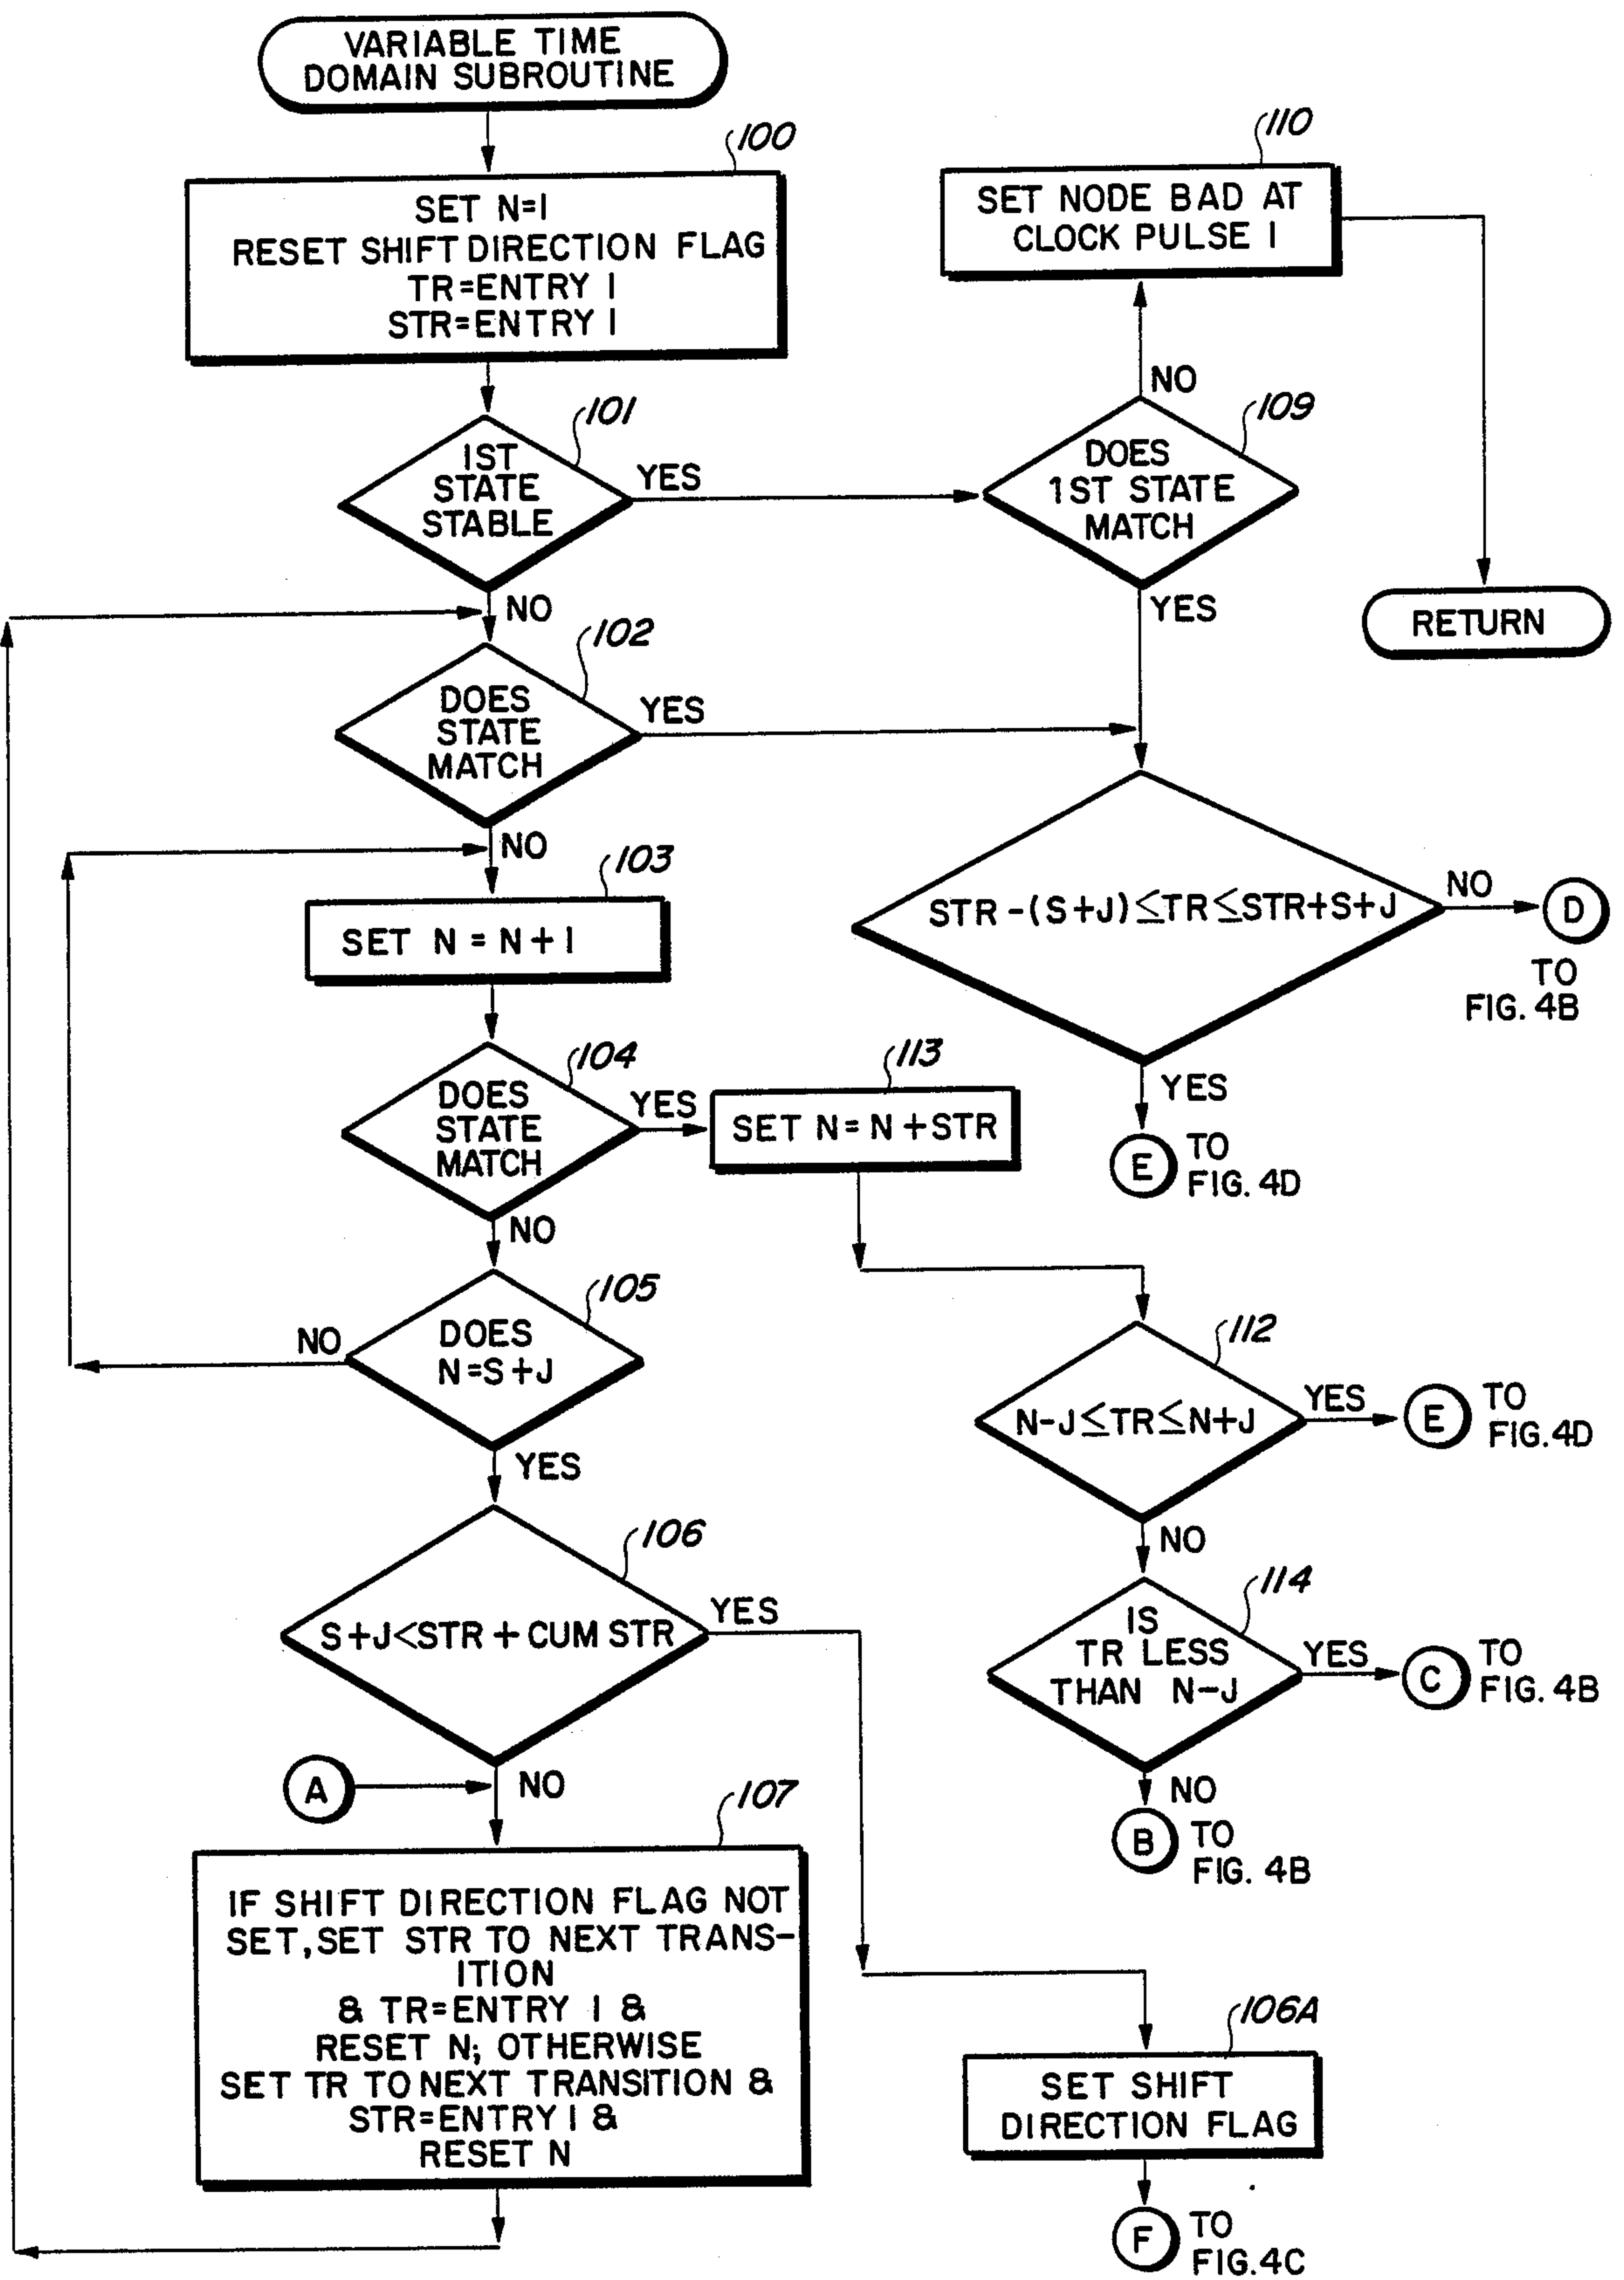 VARIABLE TIME
DOMAIN SUBROUTINE
100
SET N=1
RESET SHIFT DIRECTION FLAG
TR=ENTRY 1
STR=ENTRY 1
101
1ST
STATE
STABLE
YES
NO
102
DOES
STATE
MATCH
YES
NO
103
SET N=N+1
104
DOES
STATE
MATCH
YES
NO
105
DOES
N=S+J
NO
YES
106
S+J<STR+CUM STR
YES
NO
A
107
IF SHIFT DIRECTION FLAG NOT
SET, SET STR TO NEXT TRANS-
ITION
& TR=ENTRY 1 &
RESET N; OTHERWISE
SET TR TO NEXT TRANSITION &
STR=ENTRY 1 &
RESET N
110
SET NODE BAD AT
CLOCK PULSE 1
NO
109
DOES
1ST STATE
MATCH
YES
RETURN
STR-(S+J)≤TR≤STR+S+J
NO
D
TO
FIG. 4B
YES
E
TO
FIG. 4D
113
SET N=N+STR
112
N-J≤TR≤N+J
YES
E
TO
FIG.4D
NO
114
IS
TR LESS
THAN N-J
YES
C
TO
FIG. 4B
NO
B
TO
FIG. 4B
106A
SET SHIFT
DIRECTION FLAG
F
TO
FIG.4C